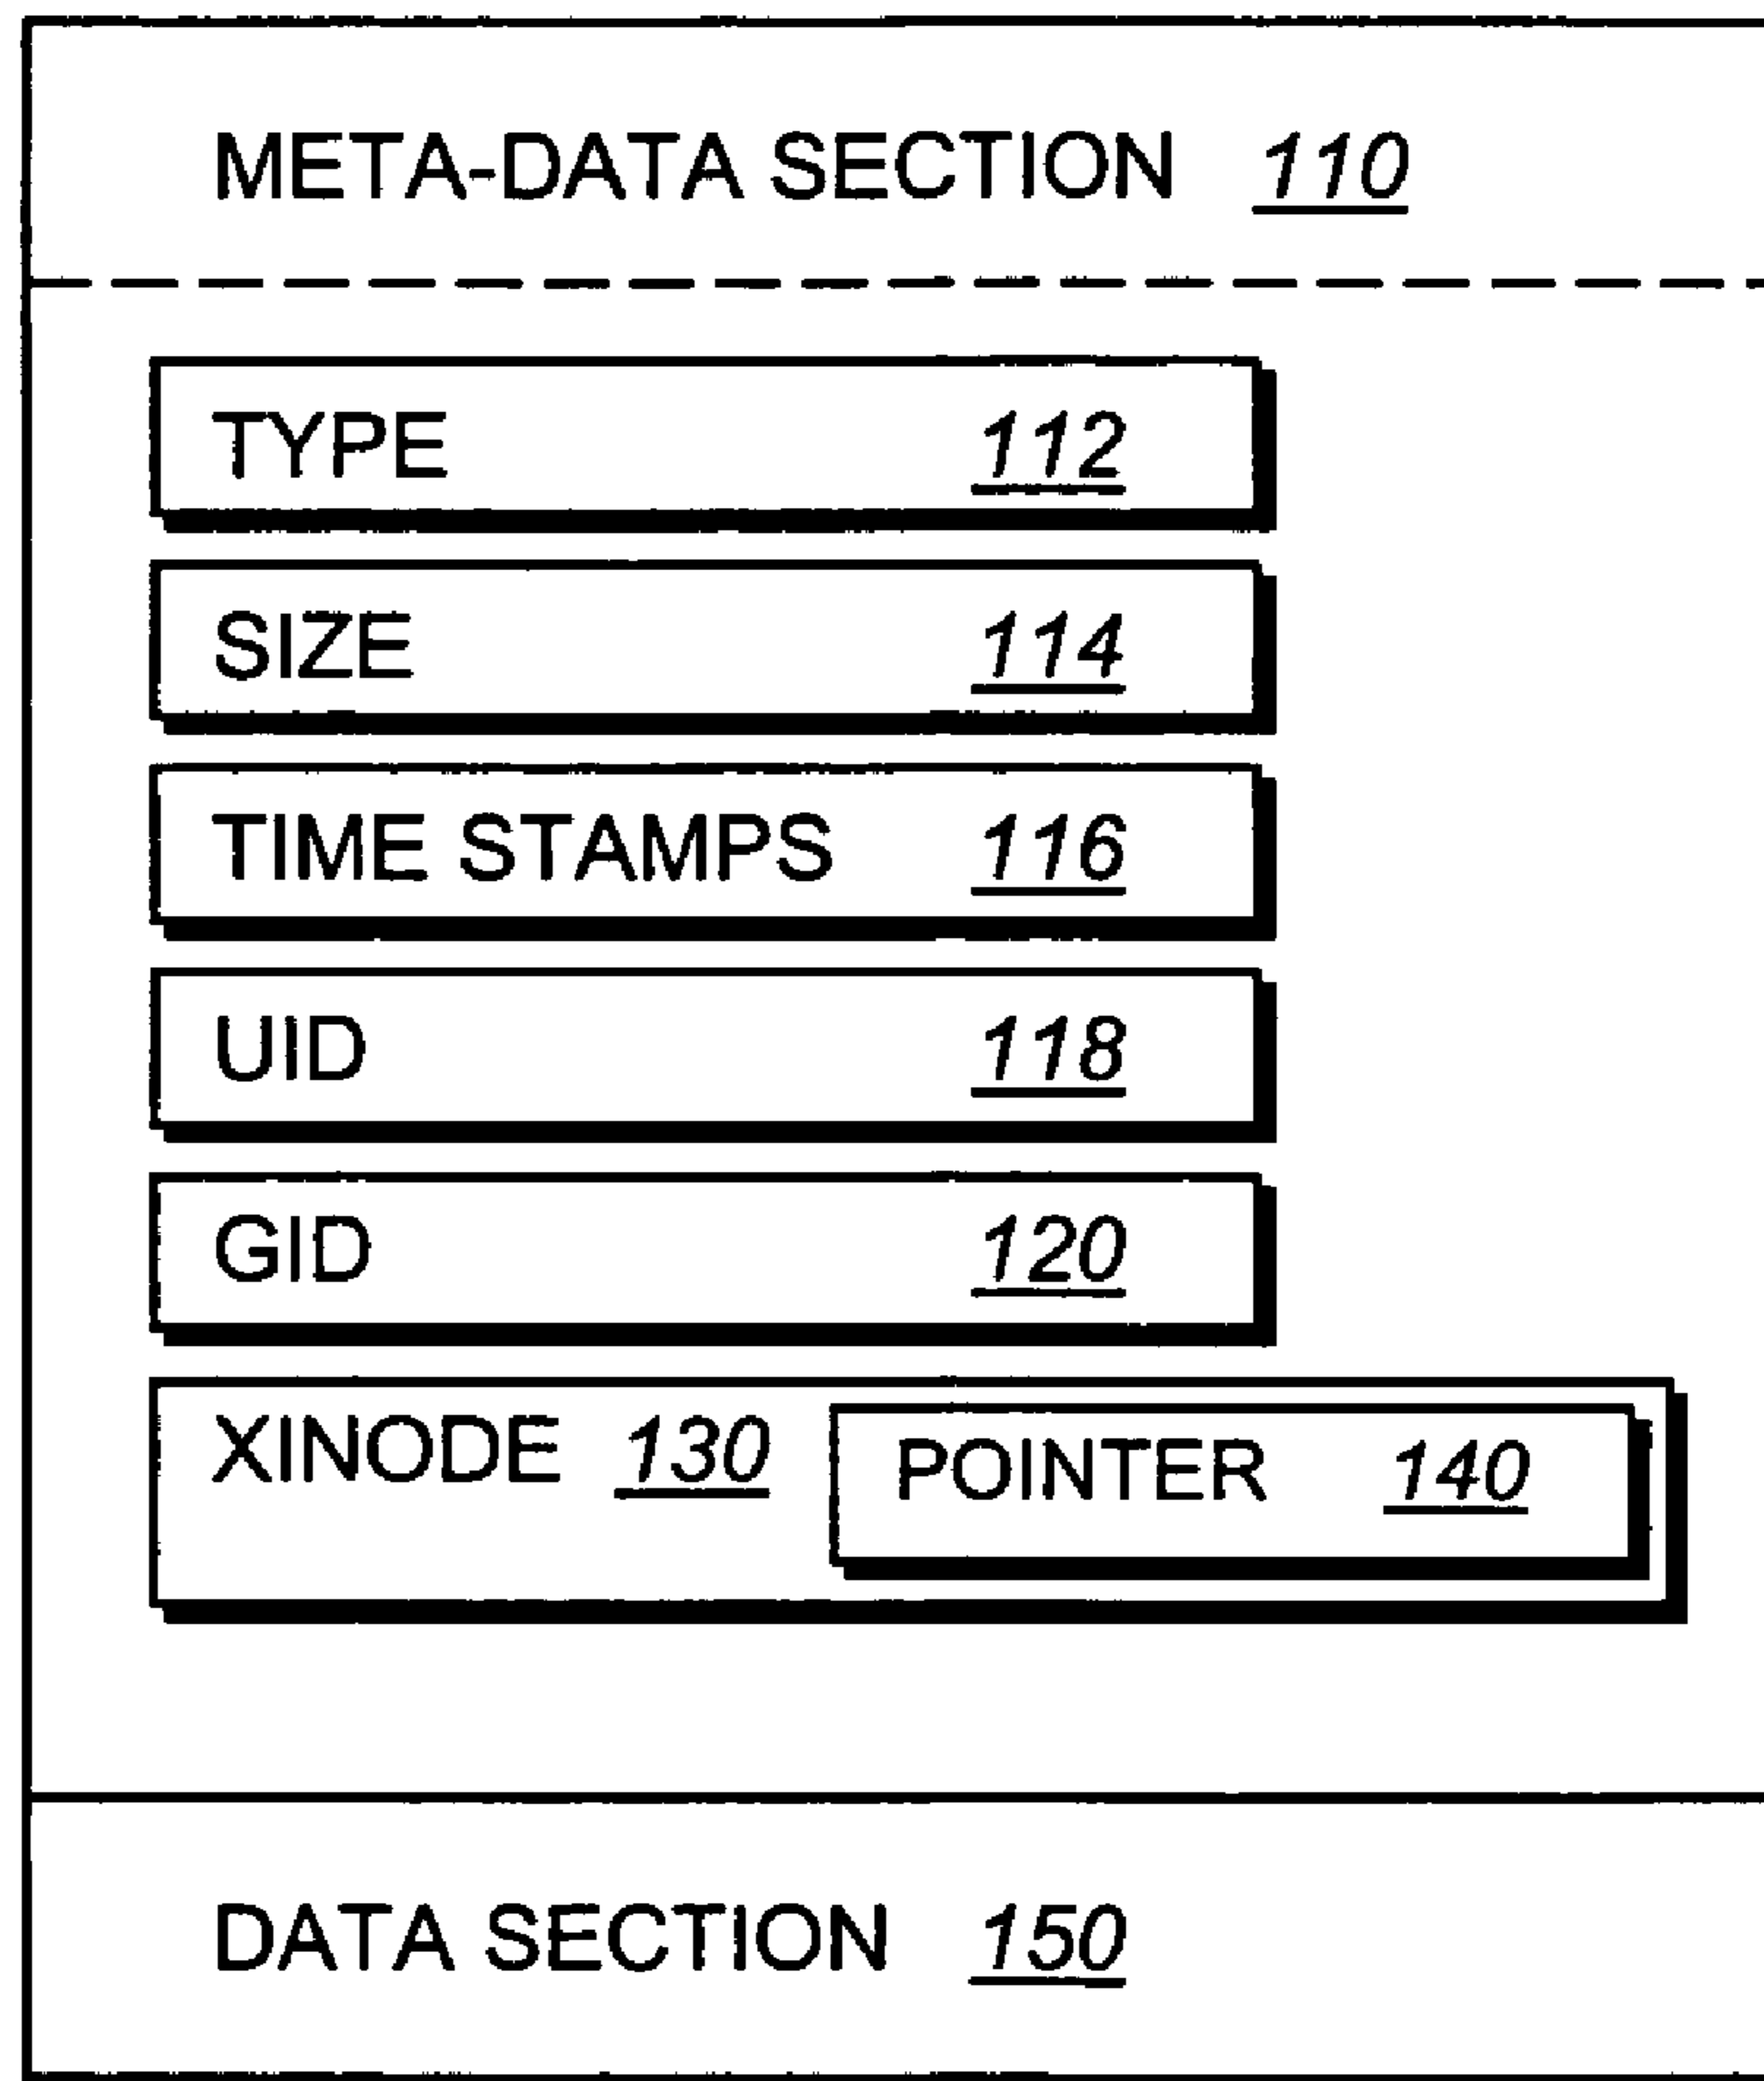 META-DATA SECTION 110
TYPE 112
SIZE 114
TIME STAMPS 116
UID 118
GID 120
XINODE 130 POINTER 140
DATA SECTION 150